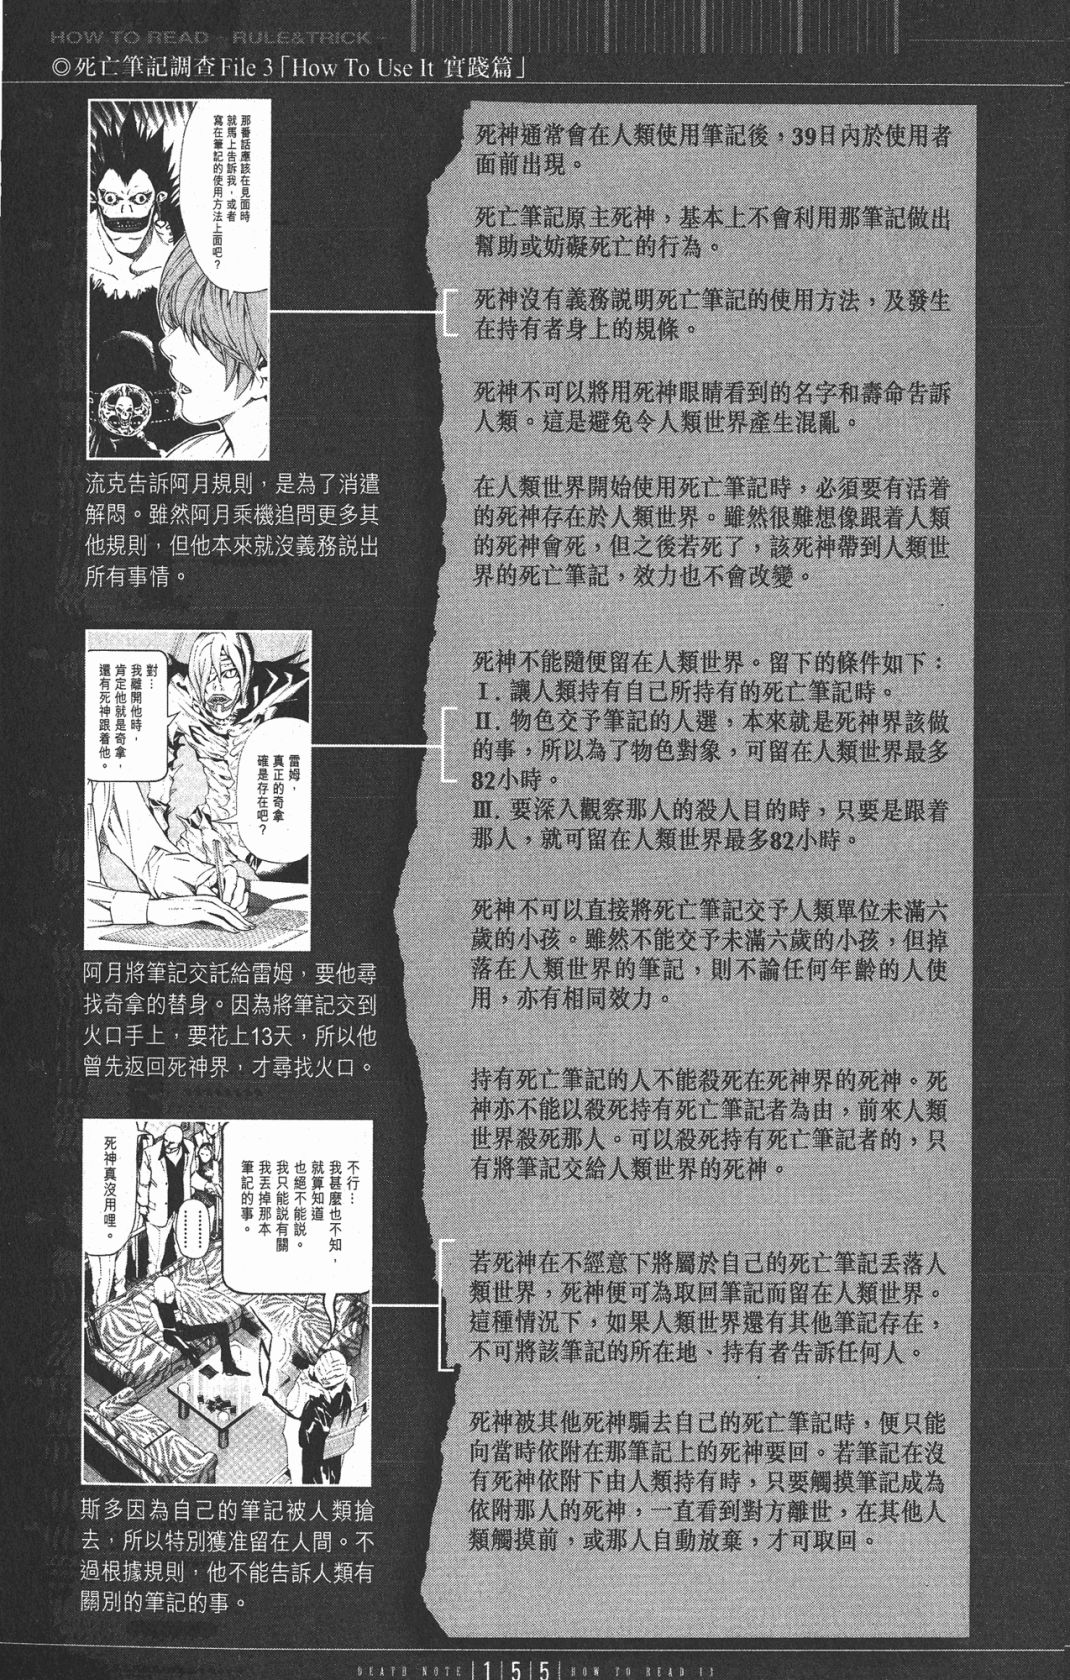 HOW TO READ - RULE&TRICK -
◎死亡筆記調查File 3「How To Use It 實踐篇」
那番話應該在見面時
就馬上告訴我，或者
寫在筆記的使用方法上面吧？
流克告訴阿月規則，是為了消遣
解悶。雖然阿月乘機追問更多其
他規則，但他本來就沒義務説出
所有事情。
雷姆，
真正的奇拿
確是存在吧？
對…
我離開他時，
肯定他就是奇拿，
還有死神跟着他。
阿月將筆記交託給雷姆，要他尋
找奇拿的替身。因為將筆記交到
火口手上，要花上13天，所以他
曾先返回死神界，才尋找火口。
不行…
我甚麼也不知，
就算知道
也絕不能説。
我只能説有關
我丟掉那本
筆記的事。
………
死神真沒用哩。
斯多因為自己的筆記被人類搶
去，所以特別獲准留在人間。不
過根據規則，他不能告訴人類有
關別的筆記的事。
死神通常會在人類使用筆記後，39日內於使用者
面前出現。
死亡筆記原主死神，基本上不會利用那筆記做出
幫助或妨礙死亡的行為。
死神沒有義務説明死亡筆記的使用方法，及發生
在持有者身上的規條。
死神不可以將用死神眼睛看到的名字和壽命告訴
人類。這是避免令人類世界產生混亂。
在人類世界開始使用死亡筆記時，必須要有活着
的死神存在於人類世界。雖然很難想像跟着人類
的死神會死，但之後若死了，該死神帶到人類世
界的死亡筆記，效力也不會改變。
死神不能隨便留在人類世界。留下的條件如下：
Ⅰ. 讓人類持有自己所持有的死亡筆記時。
Ⅱ. 物色交予筆記的人選，本來就是死神界該做
的事，所以為了物色對象，可留在人類世界最多
82小時。
Ⅲ. 要深入觀察那人的殺人目的時，只要是跟着
那人，就可留在人類世界最多82小時。
死神不可以直接將死亡筆記交予人類單位未滿六
歲的小孩。雖然不能交予未滿六歲的小孩，但掉
落在人類世界的筆記，則不論任何年齡的人使
用，亦有相同效力。
持有死亡筆記的人不能殺死在死神界的死神。死
神亦不能以殺死持有死亡筆記者為由，前來人類
世界殺死那人。可以殺死持有死亡筆記者的，只
有將筆記交給人類世界的死神。
若死神在不經意下將屬於自己的死亡筆記丢落人
類世界，死神便可為取回筆記而留在人類世界。
這種情況下，如果人類世界還有其他筆記存在，
不可將該筆記的所在地、持有者告訴任何人。
死神被其他死神騙去自己的死亡筆記時，便只能
向當時依附在那筆記上的死神要回。若筆記在沒
有死神依附下由人類持有時，只要觸摸筆記成為
依附那人的死神，一直看到對方離世，在其他人
類觸摸前，或那人自動放棄，才可取回。
DEATH NOTE |1|5|5| HOW TO READ 13